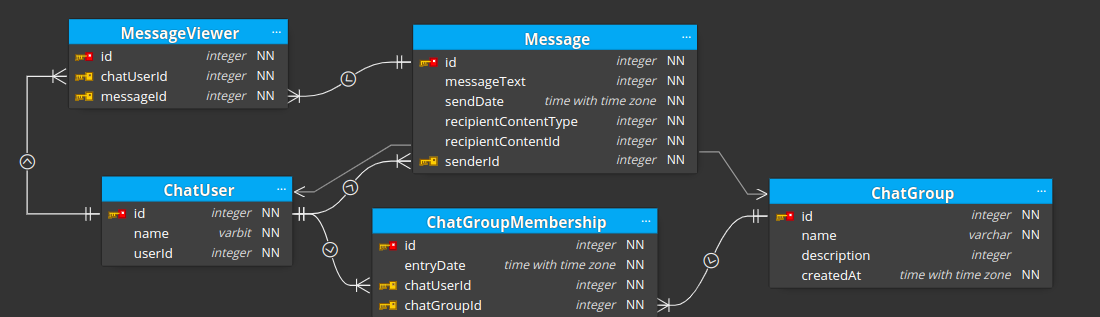 MessageViewer ...
id integer NN
chatUserId integer NN
messageId integer NN
Message ...
id integer NN
messageText integer NN
sendDate time with time zone NN
recipientContentType integer NN
recipientContentId integer NN
senderId integer NN
ChatUser ...
id integer NN
name varbit NN
userId integer NN
ChatGroupMembership ...
id integer NN
entryDate time with time zone NN
chatUserId integer NN
chatGroupId integer NN
ChatGroup ...
id integer NN
name varchar NN
description integer
createdAt time with time zone NN